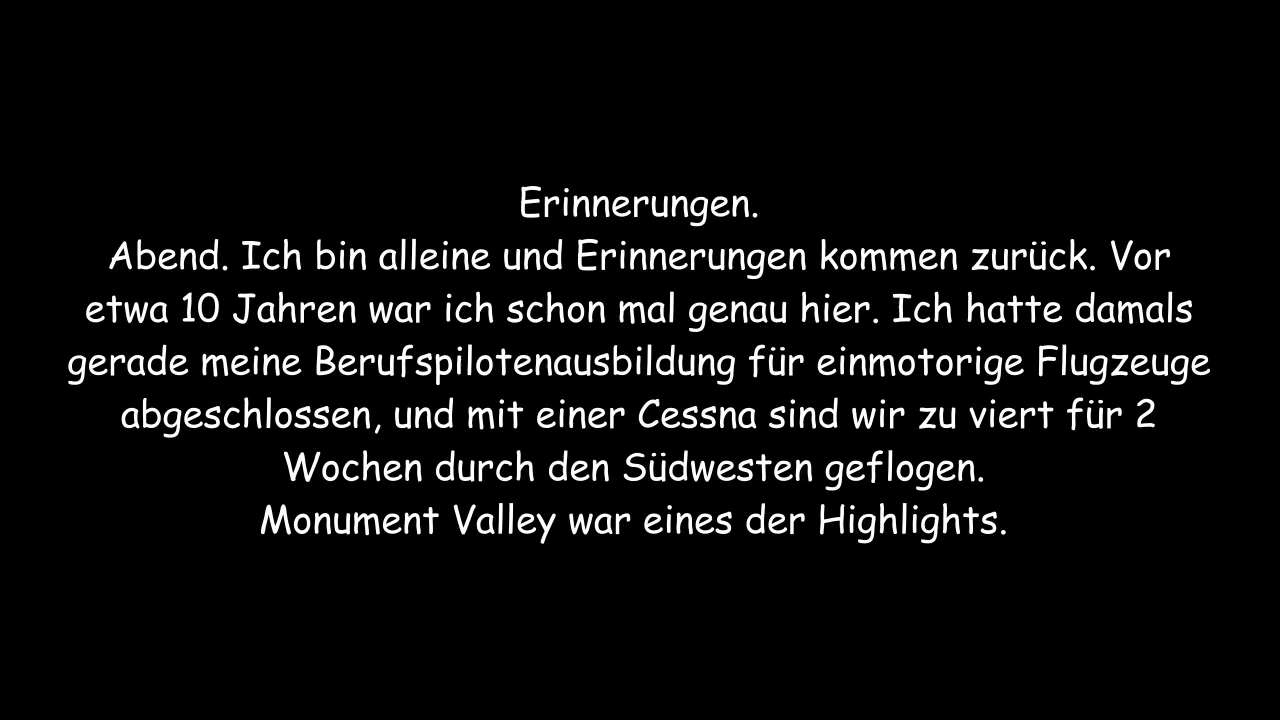 Erinnerungen.
Abend. Ich bin alleine und Erinnerungen kommen zurück. Vor
etwa 10 Jahren war ich schon mal genau hier. Ich hatte damals
gerade meine Berufspilotenausbildung für einmotorige Flugzeuge
abgeschlossen, und mit einer Cessna sind wir zu viert für 2
Wochen durch den Südwesten geflogen.
Monument Valley war eines der Highlights.